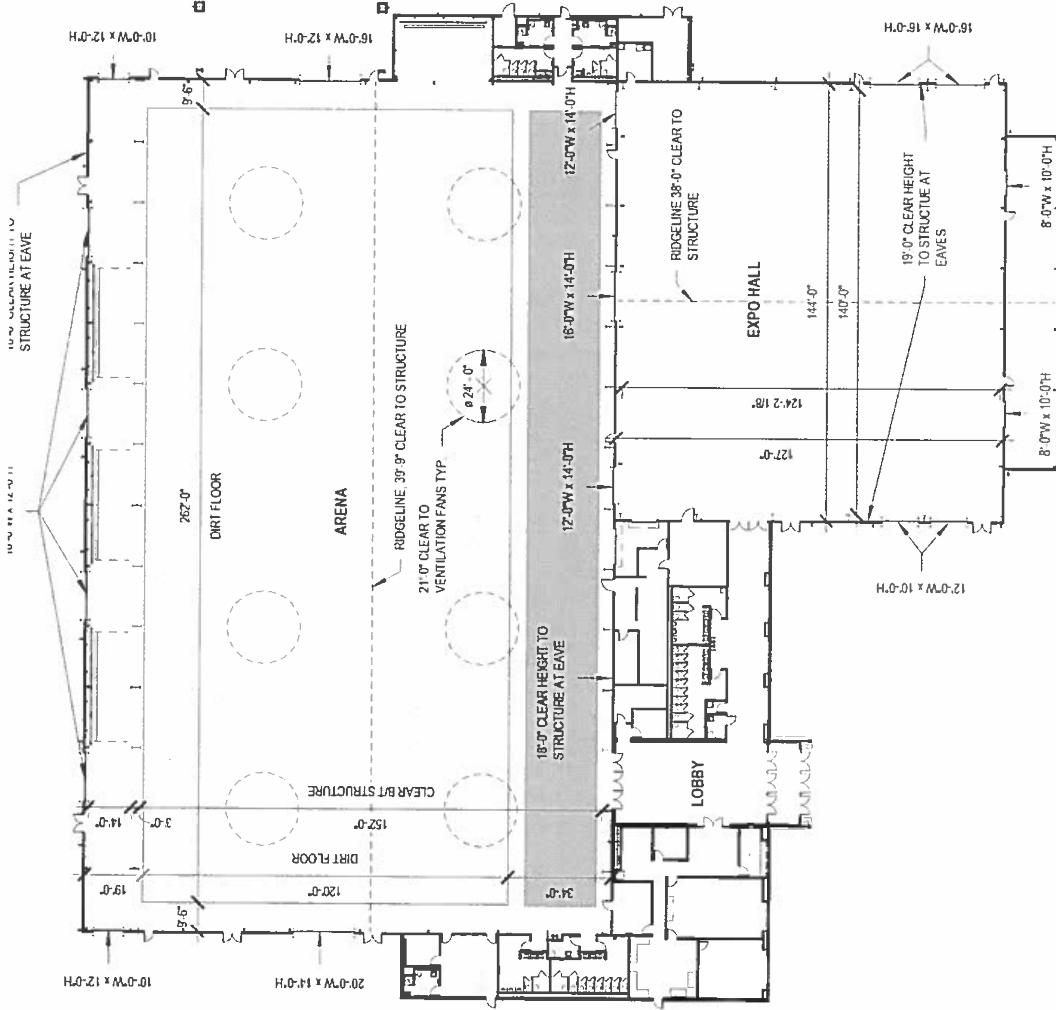 10'-0"W x 12'-0"H
16'-0"W x 12'-0"H
STRUCTURE AT EAVE
9'-6"
262'-0"
DIRT FLOOR
ARENA
RIDGELINE, 39'-9" CLEAR TO STRUCTURE
21'-0" CLEAR TO
VENTILATION FANS TYP.
ø 24'-0"
12'-0"W x 14'-0"H
16'-0"W x 14'-0"H
12'-0"W x 14'-0"H
18'-0" CLEAR HEIGHT TO
STRUCTURE AT EAVE
CLEAR B/T STRUCTURE
152'-0"
3'-0"
14'-0"
DIRT FLOOR
120'-0"
19'-0"
34'-0"
9'-6"
10'-0"W x 12'-0"H
20'-0"W x 14'-0"H
LOBBY
16'-0"W x 16'-0"H
RIDGELINE 38'-0" CLEAR TO
STRUCTURE
EXPO HALL
144'-0"
140'-0"
19'-0" CLEAR HEIGHT
TO STRUCTUE AT
EAVES
124'-2 1/8"
127'-0"
12'-0"W x 10'-0"H
8'-0"W x 10'-0"H
8'-0"W x 10'-0"H